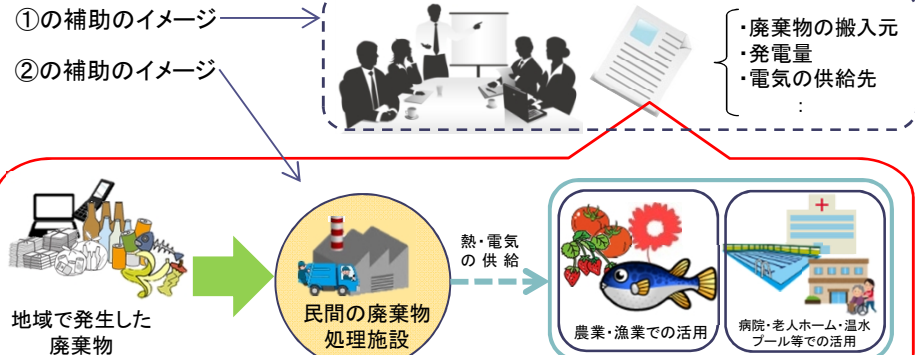 ①の補助のイメージ
②の補助のイメージ
・廃棄物の搬入元
・発電量
・電気の供給先
：
地域で発生した
廃棄物
民間の廃棄物
処理施設
熱・電気
の供給
農業・漁業での活用
病院・老人ホーム・温水
プール等での活用